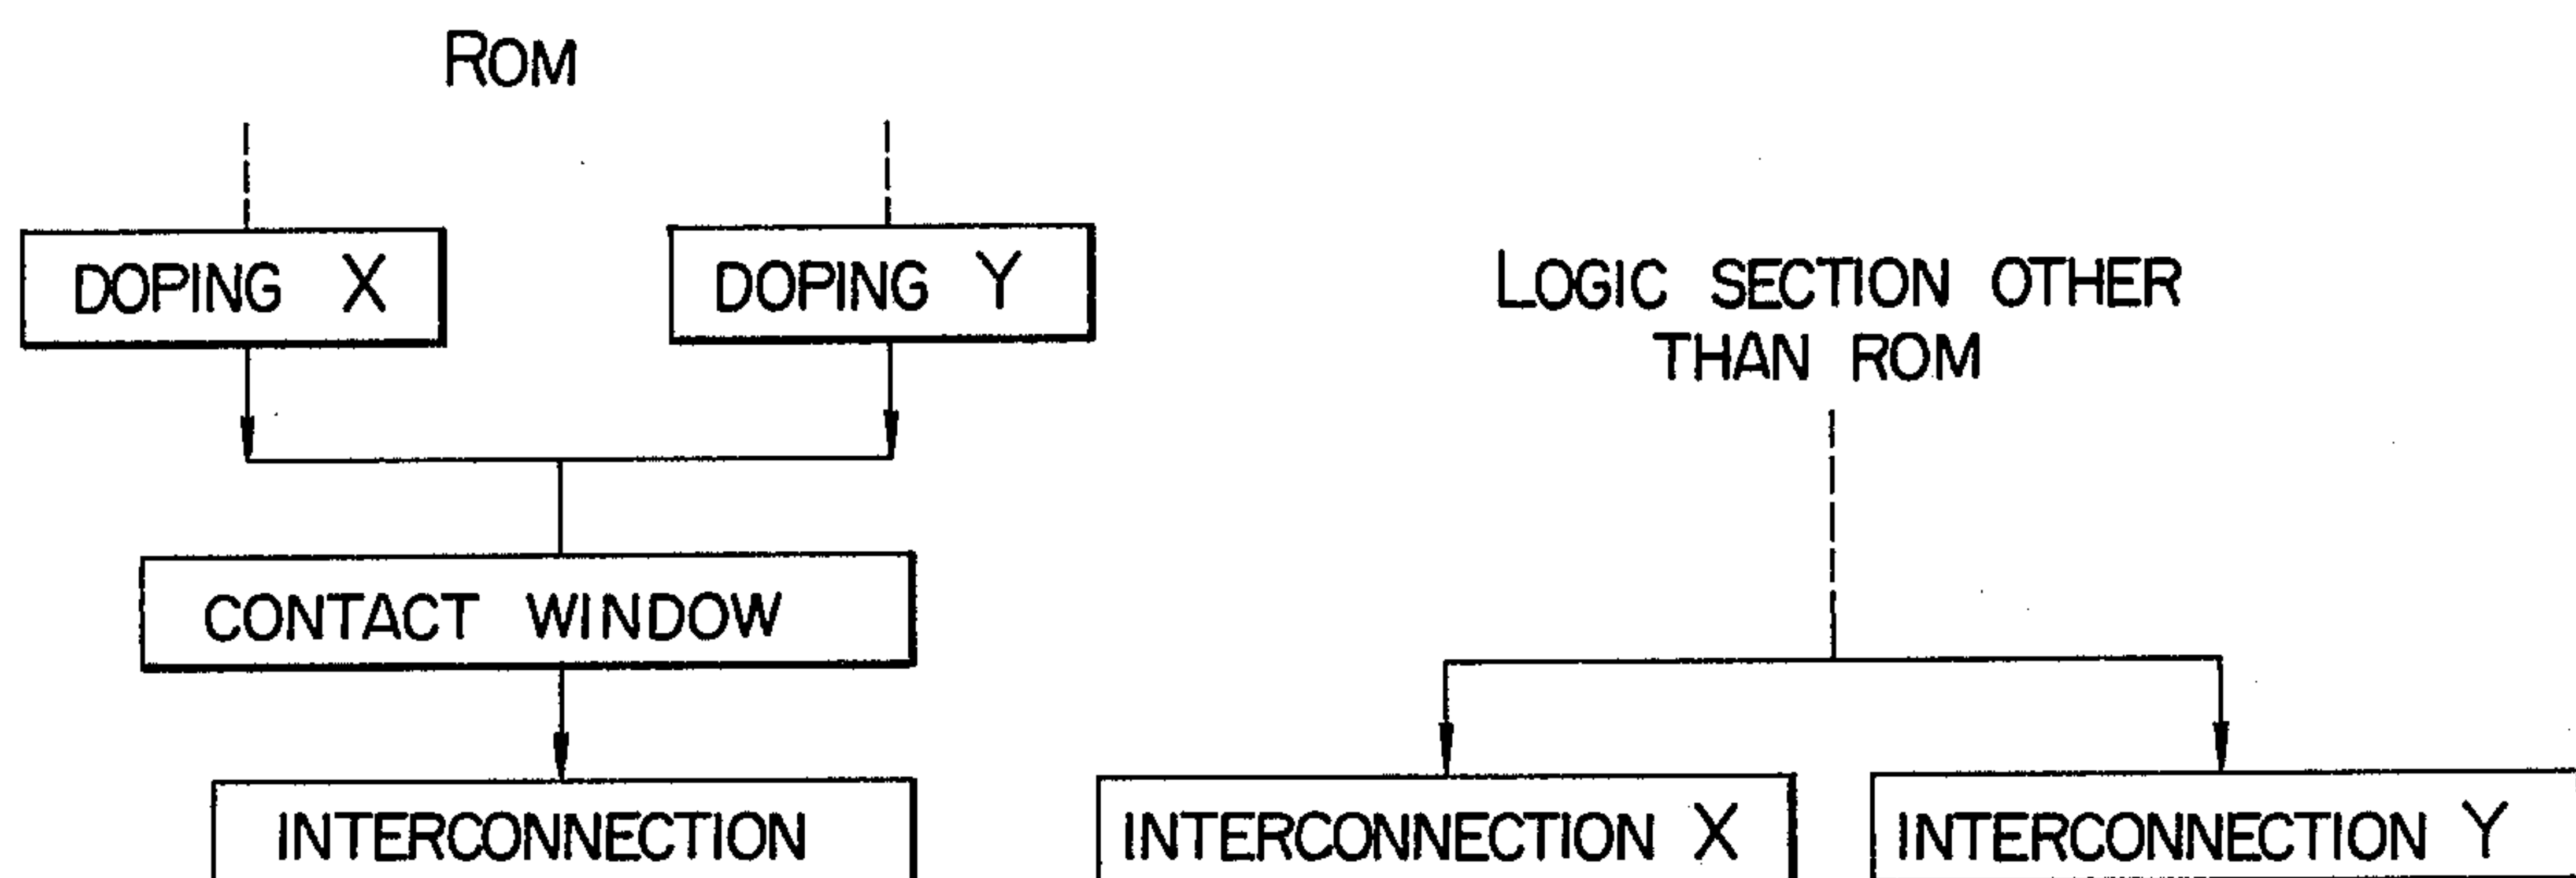 ROM
DOPING X
DOPING Y
LOGIC SECTION OTHER
THAN ROM
CONTACT WINDOW
INTERCONNECTION
INTERCONNECTION X
INTERCONNECTION Y